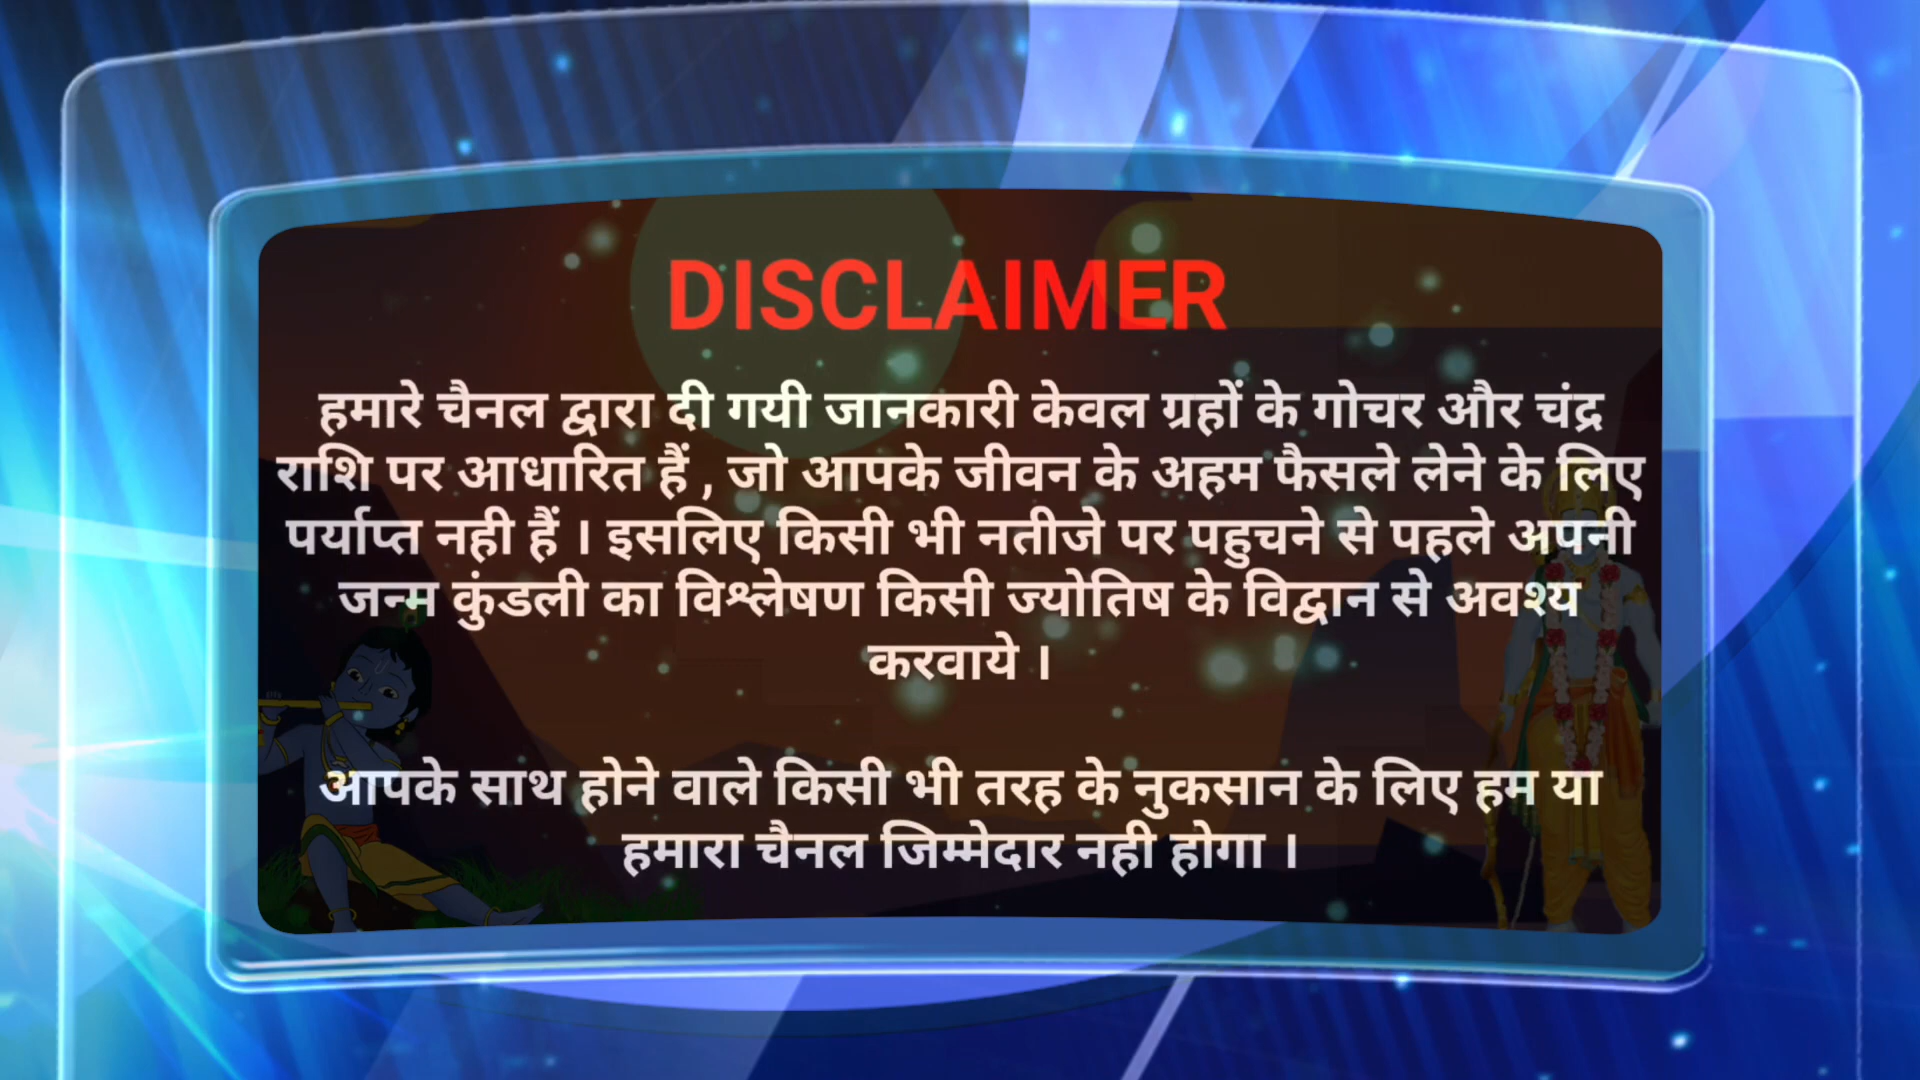 DISCLAIMER
हमारे चैनल द्वारा दी गयी जानकारी केवल ग्रहों के गोचर और चंद्र
राशि पर आधारित हैं , जो आपके जीवन के अहम फैसले लेने के लिए
पर्याप्त नही हैं । इसलिए किसी भी नतीजे पर पहुचने से पहले अपनी
जन्म कुंडली का विश्लेषण किसी ज्योतिष के विद्वान से अवश्य
करवाये ।
आपके साथ होने वाले किसी भी तरह के नुकसान के लिए हम या
हमारा चैनल जिम्मेदार नही होगा ।